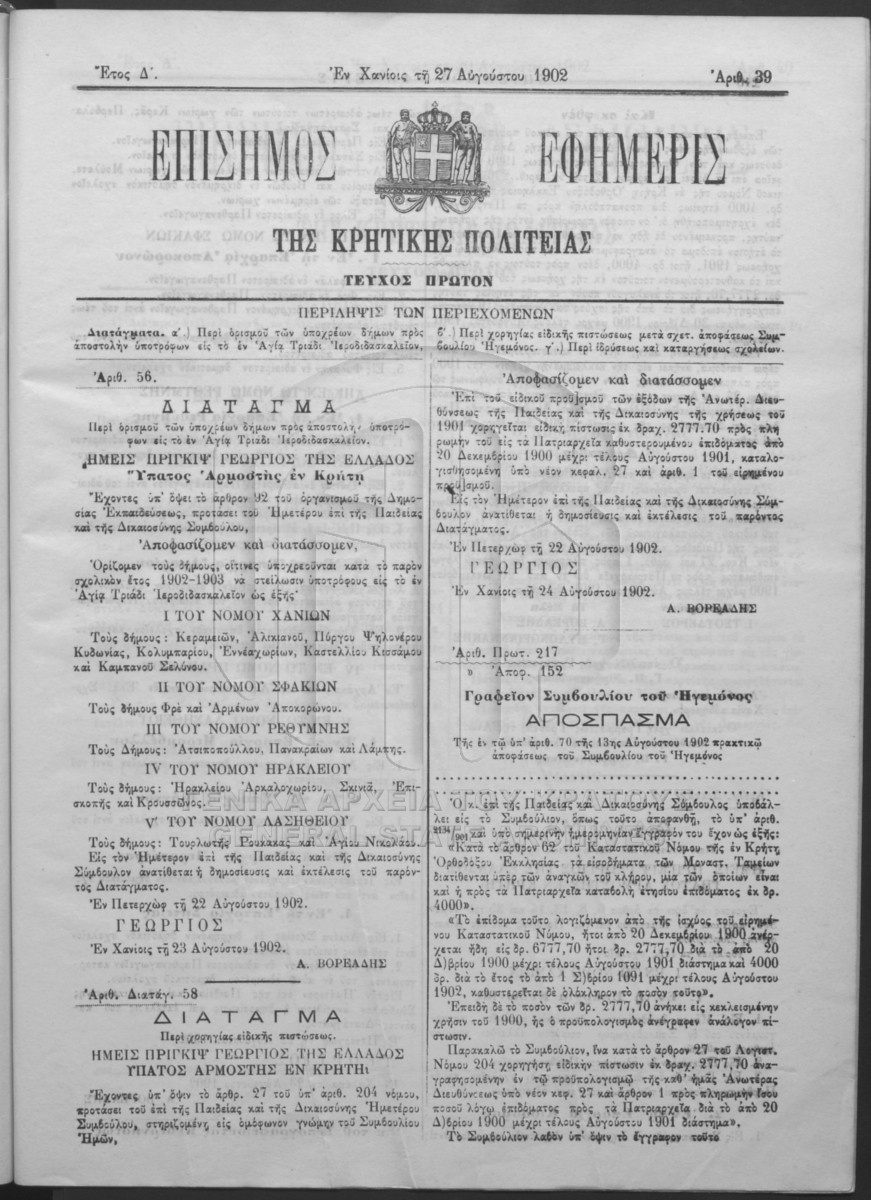 Ἔτος Δ΄.
Ἐν Χανίοις τῇ 27 Αὐγούστου 1902
Ἀριθ. 39
ΕΠΙΣΗΜΟΣ ΕΦΗΜΕΡΙΣ
ΤΗΣ ΚΡΗΤΙΚΗΣ ΠΟΛΙΤΕΙΑΣ
ΤΕΥΧΟΣ ΠΡΩΤΟΝ
ΠΕΡΙΛΗΨΙΣ ΤΩΝ ΠΕΡΙΕΧΟΜΕΝΩΝ
Διατάγματα. α΄.) Περὶ ὁρισμοῦ τῶν ὑποχρέων δήμων πρὸς
ἀποστολὴν ὑποτρόφων εἰς τὸ ἐν Ἁγίᾳ Τριάδι Ἱεροδιδασκαλεῖον,
β΄.) Περὶ χορηγίας εἰδικῆς πιστώσεως μετὰ σχετ. ἀποφάσεως Συμ-
βουλίου Ἡγεμόνος. γ΄.) Περὶ ἱδρύσεως καὶ καταργήσεως σχολείων.
Ἀριθ. 56.
ΔΙΑΤΑΓΜΑ
Περὶ ὁρισμοῦ τῶν ὑποχρέων δήμων πρὸς ἀποστολὴν ὑποτρό-
φων εἰς τὸ ἐν Ἁγίᾳ Τριάδι Ἱεροδιδασκαλεῖον.
ΗΜΕΙΣ ΠΡΙΓΚΙΨ ΓΕΩΡΓΙΟΣ ΤΗΣ ΕΛΛΑΔΟΣ
Ὕπατος Ἁρμοστὴς ἐν Κρήτῃ
Ἔχοντες ὑπ' ὄψει τὸ ἄρθρον 92 τοῦ ὀργανισμοῦ τῆς Δημο-
σίας Ἐκπαιδεύσεως, προτάσει τοῦ Ἡμετέρου ἐπὶ τῆς Παιδείας
καὶ τῆς Δικαιοσύνης Συμβούλου,
Ἀποφασίζομεν καὶ διατάσσομεν,
Ὁρίζομεν τοὺς δήμους, οἵτινες ὑποχρεοῦνται κατὰ τὸ παρὸν
σχολικὸν ἔτος 1902-1903 νὰ στείλωσιν ὑποτρόφους εἰς τὸ ἐν
Ἁγίᾳ Τριάδι Ἱεροδιδασκαλεῖον ὡς ἑξῆς·
Ι ΤΟΥ ΝΟΜΟΥ ΧΑΝΙΩΝ
Τοὺς δήμους: Κεραμειῶν, Ἀλικιανοῦ, Πύργου Ψηλονέρου
Κυδωνίας, Κολυμπαρίου, Ἐννεαχωρίων, Καστελλίου Κισσάμου
καὶ Καμπανοῦ Σελύνου.
ΙΙ ΤΟΥ ΝΟΜΟΥ ΣΦΑΚΙΩΝ
Τοὺς δήμους Φρὲ καὶ Ἀρμένων Ἀποκορώνου.
ΙΙΙ ΤΟΥ ΝΟΜΟΥ ΡΕΘΥΜΝΗΣ
Τοὺς Δήμους: Ἀτσιποπούλλου, Πανακραίων καὶ Λάμπης.
IV ΤΟΥ ΝΟΜΟΥ ΗΡΑΚΛΕΙΟΥ
Τοὺς δήμους: Ἡρακλείου Ἀρκαλοχωρίου, Σκινιᾶ, Ἐπι-
σκοπῆς καὶ Κρουσσῶνος.
V ΤΟΥ ΝΟΜΟΥ ΛΑΣΗΘΕΙΟΥ
Τοὺς δήμους: Τουρλωτῆς Ρουκακας καὶ Ἁγίου Νικολάου.
Εἰς τὸν Ἡμέτερον ἐπὶ τῆς Παιδείας καὶ τῆς Δικαιοσύνης
Σύμβουλον ἀνατίθεται ἡ δημοσίευσις καὶ ἐκτέλεσις τοῦ παρόν-
τος Διατάγματος.
Ἐν Πετερχὼφ τῇ 22 Αὐγούστου 1902.
ΓΕΩΡΓΙΟΣ
Ἐν Χανίοις τῇ 23 Αὐγούστου 1902.
Α. ΒΟΡΕΑΔΗΣ
Ἀριθ. Διατάγ. 58
ΔΙΑΤΑΓΜΑ
Περὶ χορηγίας εἰδικῆς πιστώσεως.
ΗΜΕΙΣ ΠΡΙΓΚΙΨ ΓΕΩΡΓΙΟΣ ΤΗΣ ΕΛΛΑΔΟΣ
ΥΠΑΤΟΣ ΑΡΜΟΣΤΗΣ ΕΝ ΚΡΗΤΗι
Ἔχοντες ὑπ' ὄψιν τὸ ἄρθρ. 27 τοῦ ὑπ' ἀριθ. 204 νόμου,
προτάσει τοῦ ἐπὶ τῆς Παιδείας καὶ τῆς Δικαιοσύνης Ἡμετέρου
Συμβούλου, στηριζομένῃ εἰς ὁμόφωνον γνώμην τοῦ Συμβουλίου
Ἡμῶν,
Ἀποφασίζομεν καὶ διατάσσομεν
Ἐπὶ τοῦ εἰδικοῦ προϋ]σμοῦ τῶν ἐξόδων τῆς Ἀνωτέρ. Διευ-
θύνσεως τῆς Παιδείας καὶ τῆς Δικαιοσύνης τῆς χρήσεως τοῦ
1901 χορηγεῖται εἰδικὴ πίστωσις ἐκ δραχ. 2777.70 πρὸς πλη
ρωμὴν τοῦ εἰς τὰ Πατριαρχεῖα καθυστερουμένου ἐπιδόματος ἀπὸ
20 Δεκεμβρίου 1900 μέχρι τέλους Αὐγούστου 1901, καταλο-
γισθησομένη ὑπὸ νέον κεφαλ. 27 καὶ ἀριθ. 1 τοῦ εἰρημένου
προϋ]σμοῦ.
Εἰς τὸν Ἡμέτερον ἐπὶ τῆς Παιδείας καὶ τῆς Δικαιοσύνης Σύμ-
βουλον ἀνατίθεται ἡ δημοσίευσις καὶ ἐκτέλεσις τοῦ παρόντος
Διατάγματος.
Ἐν Πετερχὼφ τῇ 22 Αὐγούστου 1902.
ΓΕΩΡΓΙΟΣ
Ἐν Χανίοις τῇ 24 Αὐγούστου 1902.
Α. ΒΟΡΕΑΔΗΣ
Ἀριθ. Πρωτ. 217
» Ἀποφ. 152
Γραφεῖον Συμβουλίου τοῦ Ἡγεμόνος
ΑΠΟΣΠΑΣΜΑ
Τῆς ἐν τῷ ὑπ' ἀριθ. 70 τῆς 13ης Αὐγούστου 1902 πρακτικῷ
ἀποφάσεως τοῦ Συμβουλίου τοῦ Ἡγεμόνος
Ὁ κ. ἐπὶ τῆς Παιδείας καὶ Δικαιοσύνης Σύμβουλος ὑποβάλ-
λει εἰς τὸ Συμβούλιον, ὅπως τοῦτο ἀποφανθῇ, τὸ ὑπ' ἀριθ.
2134/901 καὶ ὑπὸ σημερινὴν ἡμερομηνίαν ἔγγραφόν του ἔχον ὡς ἑξῆς:
«Κατὰ τὸ ἄρθρον 62 τοῦ Καταστατικοῦ Νόμου τῆς ἐν Κρήτῃ
Ὀρθοδόξου Ἐκκλησίας τὰ εἰσοδήματα τῶν Μοναστ. Ταμείων
διατίθενται ὑπὲρ τῶν ἀναγκῶν τοῦ κλήρου, μία τῶν ὁποίων εἶναι
καὶ ἡ πρὸς τὰ Πατριαρχεῖα καταβολὴ ἐτησίου ἐπιδόματος ἐκ δρ.
4000».
«Τὸ ἐπίδομα τοῦτο λογιζόμενον ἀπὸ τῆς ἰσχύος τοῦ εἰρημέ-
νου Καταστατικοῦ Νόμου, ἤτοι ἀπὸ 20 Δεκεμβρίου 1900 ἀνέρ-
χεται ἤδη εἰς δρ. 6777,70 ἤτοι δρ. 2777,70 διὰ τὸ ἀπὸ 20
Δ)βρίου 1900 μέχρι τέλους Αὐγούστου 1901 διάστημα καὶ 4000
δρ. διὰ τὸ ἔτος τὸ ἀπὸ 1 Σ)βρίου 1091 μέχρι τέλους Αὐγούστου
1902, καθυστερεῖται δὲ ὁλόκληρον τὸ ποσὸν τοῦτο».
Ἐπειδὴ δὲ τὸ ποσὸν τῶν δρ. 2777,70 ἀνήκει εἰς κεκλεισμένην
χρῆσιν τοῦ 1900, ἧς ὁ προϋπολογισμὸς ἀνέγραφεν ἀνάλογον πί-
στωσιν.
Παρακαλῶ τὸ Συμβούλιον, ἵνα κατὰ τὸ ἄρθρον 27 τοῦ Λογιστ.
Νόμου 204 χορηγήσῃ εἰδικὴν πίστωσιν ἐκ δραχ. 2777,70 ἀνα-
γραφησομένην ἐν τῷ προϋπολογισμῷ τῆς καθ' ἡμᾶς Ἀνωτέρας
Διευθύνσεως ὑπὸ νέον κεφ. 27 καὶ ἄρθρον 1 πρὸς πληρωμὴν ἴσου
ποσοῦ λόγῳ ἐπιδόματος πρὸς τὰ Πατριαρχεῖα διὰ τὸ ἀπὸ 20
Δ)βρίου 1900 μέχρι τέλους Αὐγούστου 1901 διάστημα».
Τὸ Συμβούλιον λαβὸν ὑπ' ὄψιν τὸ ἔγγραφον τοῦτο